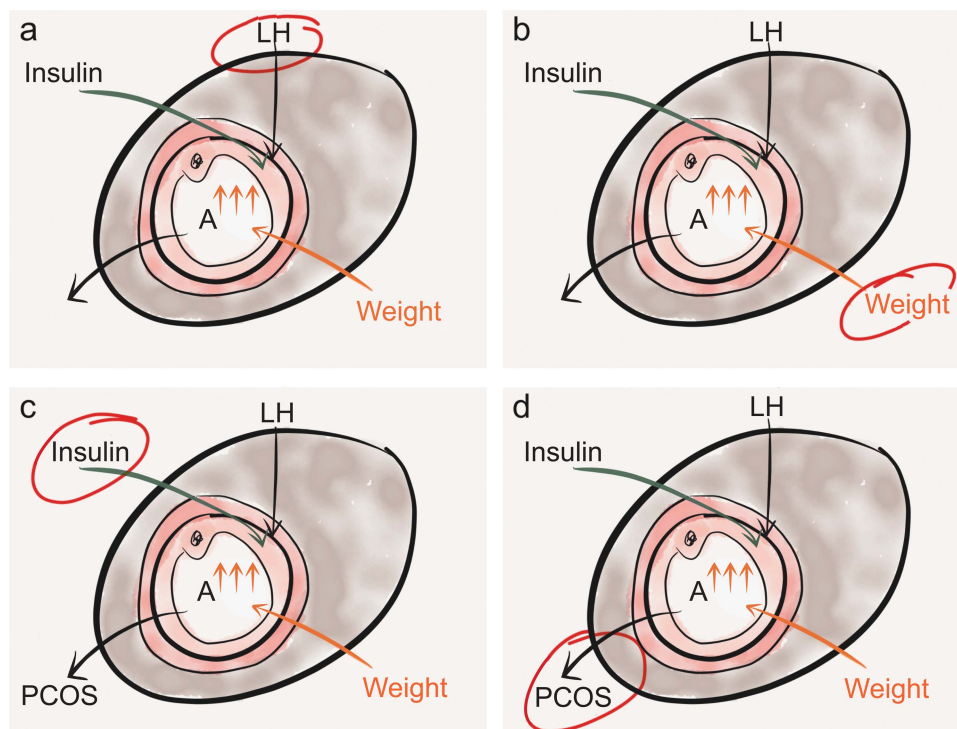 a
LH
Insulin
A
Weight
b
LH
Insulin
A
Weight
c
LH
Insulin
A
PCOS
Weight
d
LH
Insulin
A
PCOS
Weight